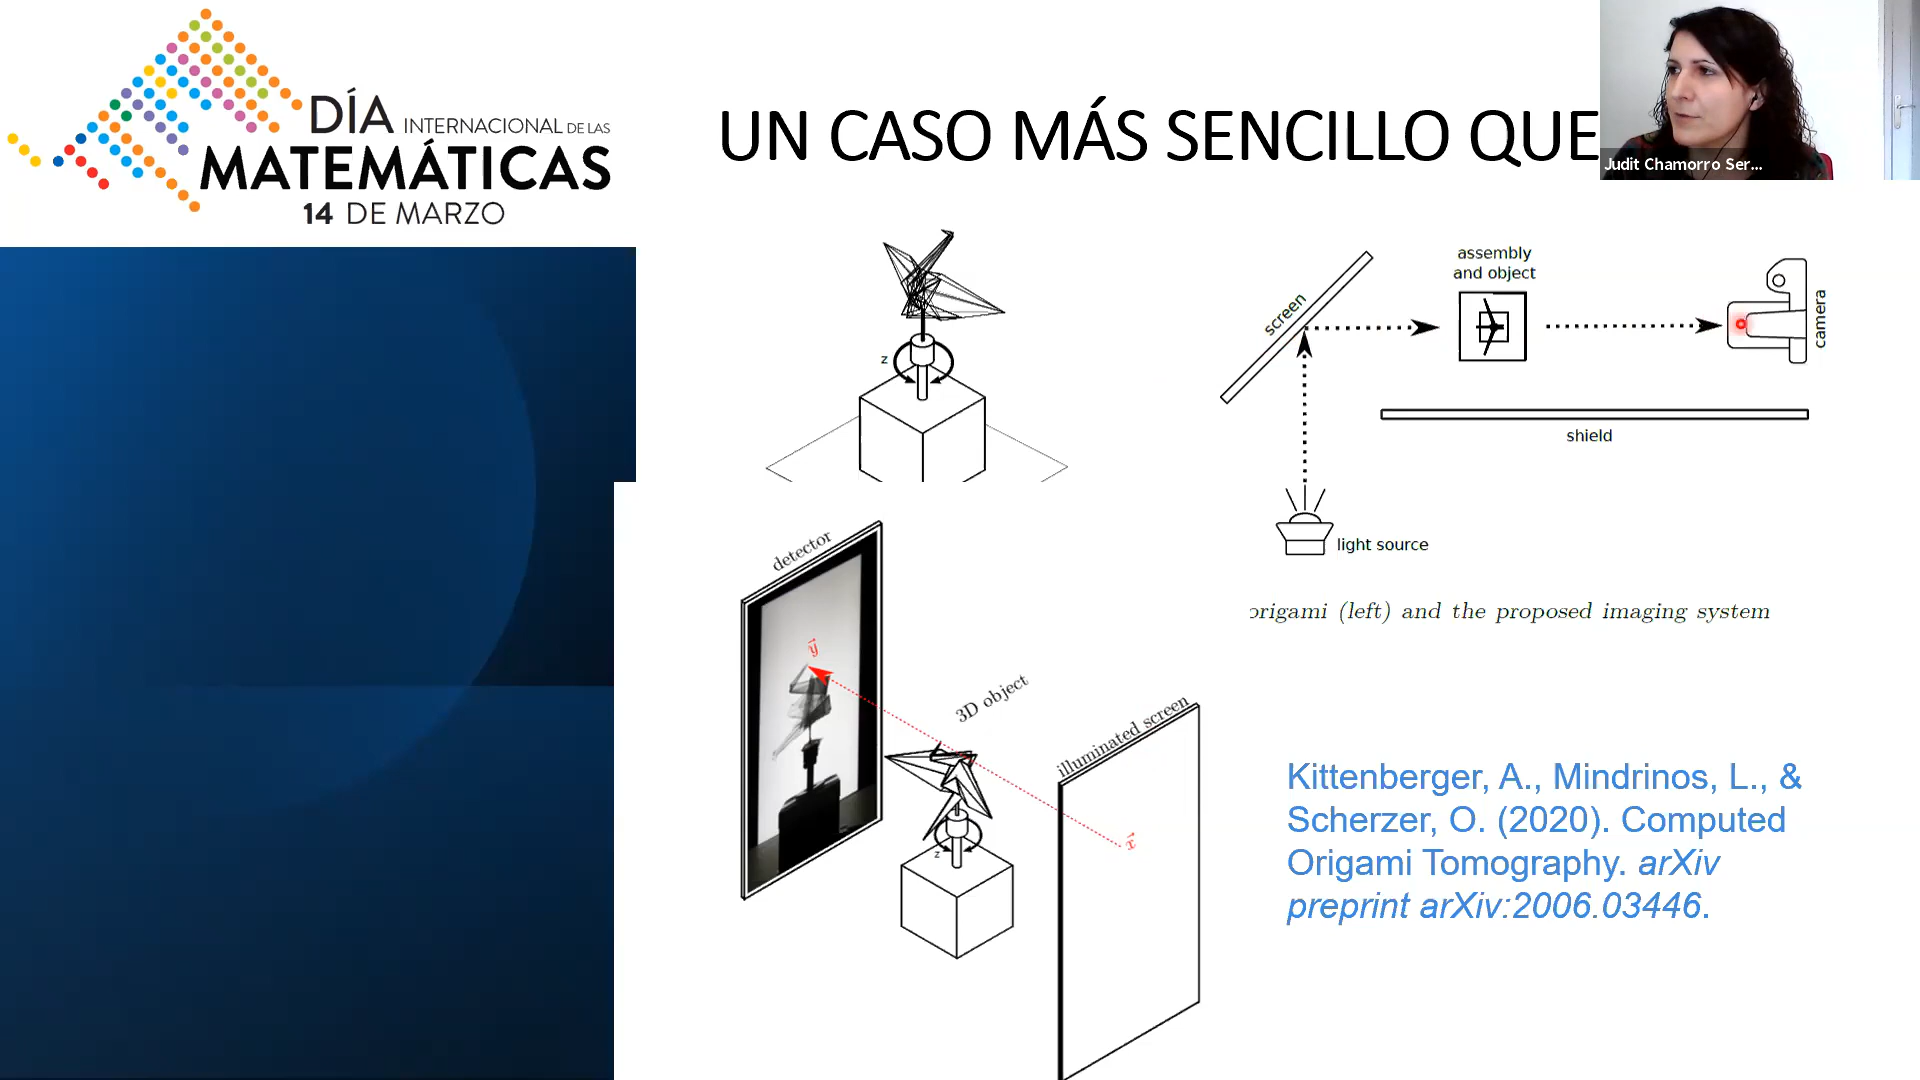 DÍA INTERNACIONAL DE LAS
MATEMÁTICAS
14 DE MARZO
UN CASO MÁS SENCILLO QUE
Judit Chamorro Ser...
z
screen
assembly
and object
camera
shield
light source
origami (left) and the proposed imaging system
detector
y
3D object
illuminated screen
x
z
Kittenberger, A., Mindrinos, L., &
Scherzer, O. (2020). Computed
Origami Tomography. arXiv
preprint arXiv:2006.03446.